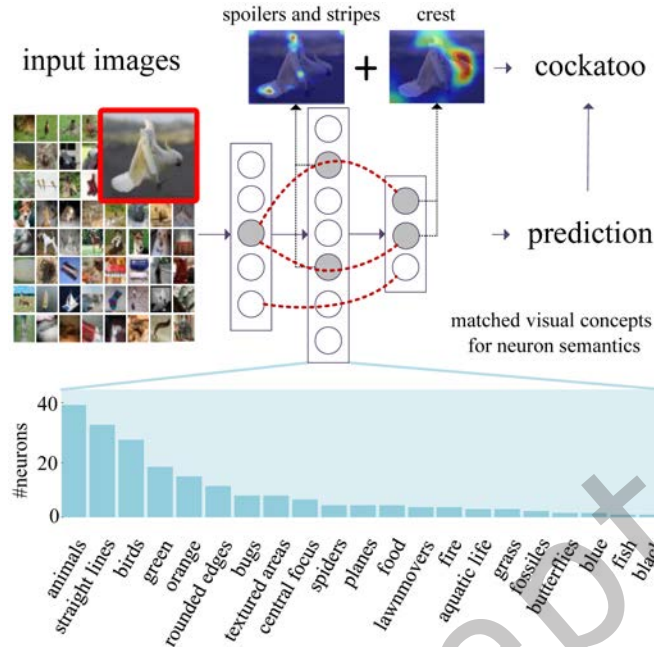 spoilers and stripes
crest
input images
+
cockatoo
prediction
matched visual concepts
for neuron semantics
#neurons
40
20
0
animals
straight lines
birds
green
orange
rounded edges
bugs
textured areas
central focus
spiders
planes
food
lawnmovers
fire
aquatic life
grass
fossiles
butterflies
blue
fish
black